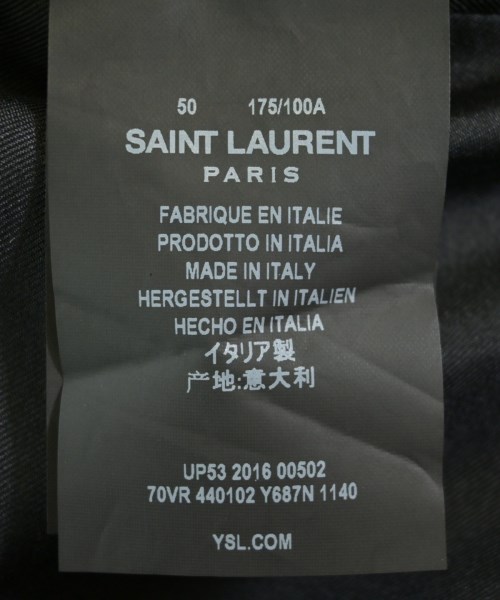 50 175/100A
SAINT LAURENT
PARIS
FABRIQUE EN ITALIE
PRODOTTO IN ITALIA
MADE IN ITALY
HERGESTELLT IN ITALIEN
HECHO EN ITALIA
イタリア製
产地:意大利
UP53 2016 00502
70VR 440102 Y687N 1140
YSL.COM